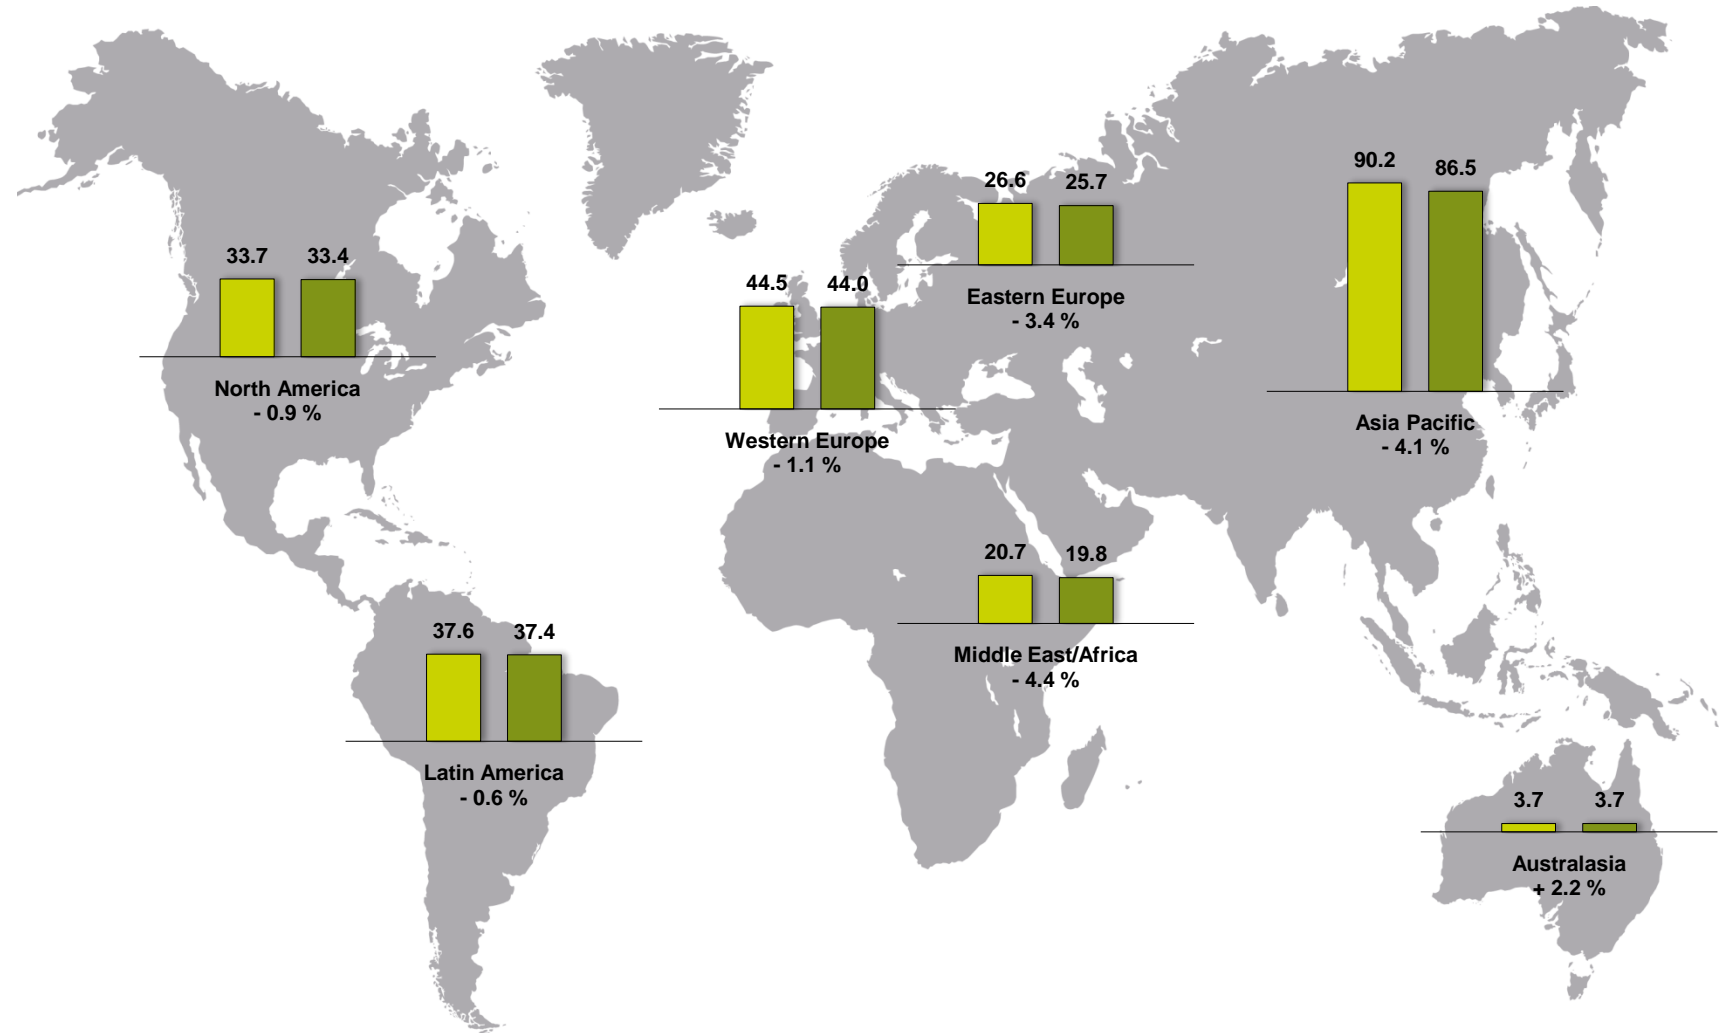 26.6 25.7
Eastern Europe
- 3.4 %
90.2 86.5
Asia Pacific
- 4.1 %
33.7 33.4
North America
- 0.9 %
44.5 44.0
Western Europe
- 1.1 %
20.7 19.8
Middle East/Africa
- 4.4 %
37.6 37.4
Latin America
- 0.6 %
3.7 3.7
Australasia
+ 2.2 %